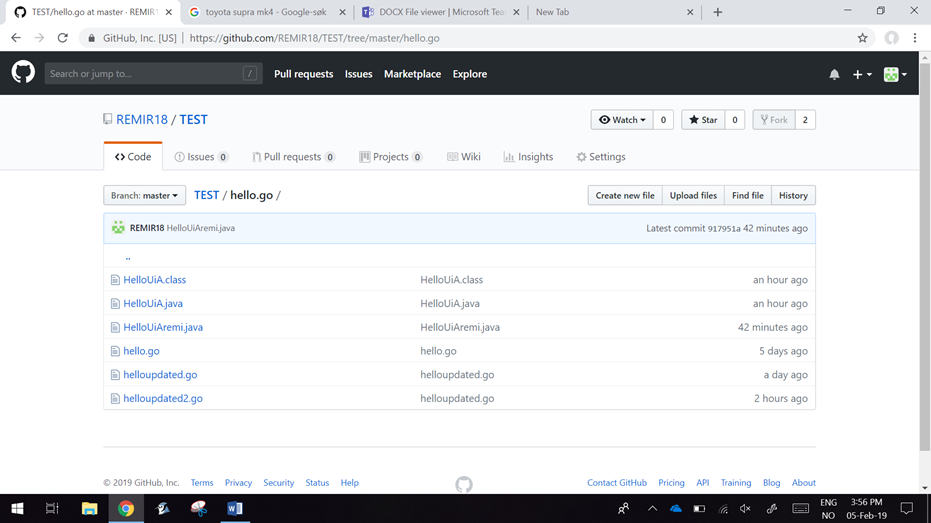 TEST/hello.go at master · REMIR1
toyota supra mk4 - Google-søk
DOCX File viewer | Microsoft Tea
New Tab
GitHub, Inc. [US] | https://github.com/REMIR18/TEST/tree/master/hello.go
Search or jump to... /
Pull requests Issues Marketplace Explore
REMIR18 / TEST
Watch 0 Star 0 Fork 2
Code Issues 0 Pull requests 0 Projects 0 Wiki Insights Settings
Branch: master TEST / hello.go / Create new file Upload files Find file History
REMIR18 HelloUiAremi.java Latest commit 917951a 42 minutes ago
..
HelloUiA.class HelloUiA.class an hour ago
HelloUiA.java HelloUiA.java an hour ago
HelloUiAremi.java HelloUiAremi.java 42 minutes ago
hello.go hello.go 5 days ago
helloupdated.go helloupdated.go a day ago
helloupdated2.go helloupdated.go 2 hours ago
© 2019 GitHub, Inc. Terms Privacy Security Status Help Contact GitHub Pricing API Training Blog About
ENG 3:56 PM
NO 05-Feb-19